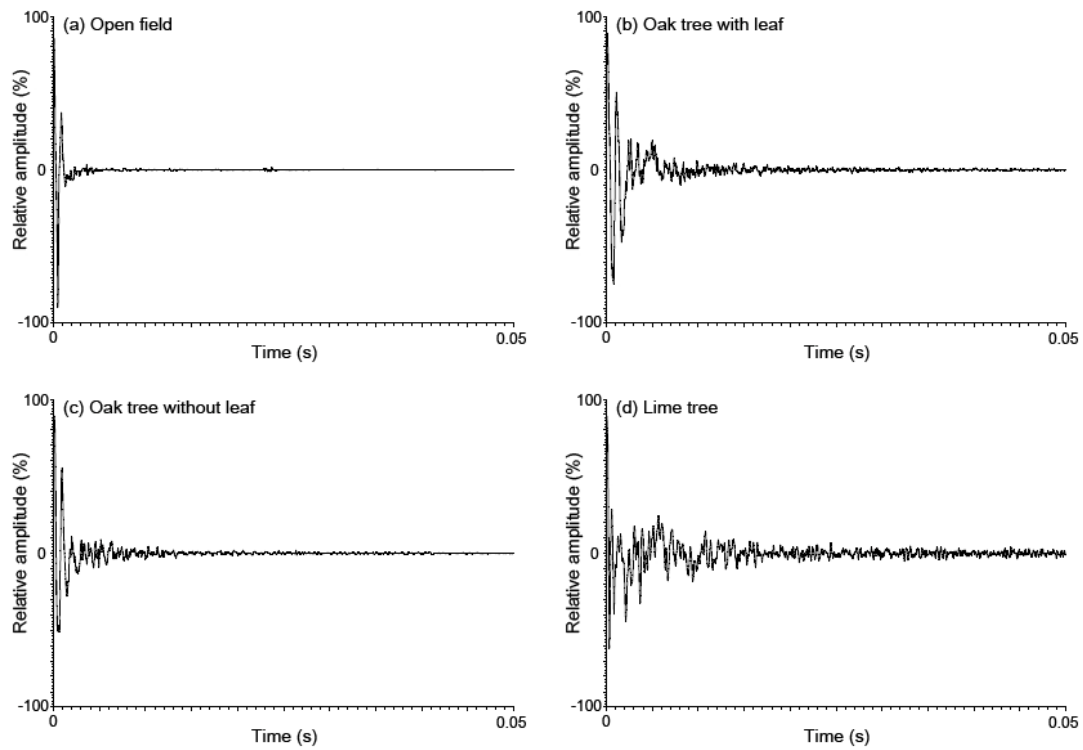 100
(a) Open field
Relative amplitude (%)
0
-100
0
0.05
Time (s)
100
(b) Oak tree with leaf
Relative amplitude (%)
0
-100
0
0.05
Time (s)
100
(c) Oak tree without leaf
Relative amplitude (%)
0
-100
0
0.05
Time (s)
100
(d) Lime tree
Relative amplitude (%)
0
-100
0
0.05
Time (s)